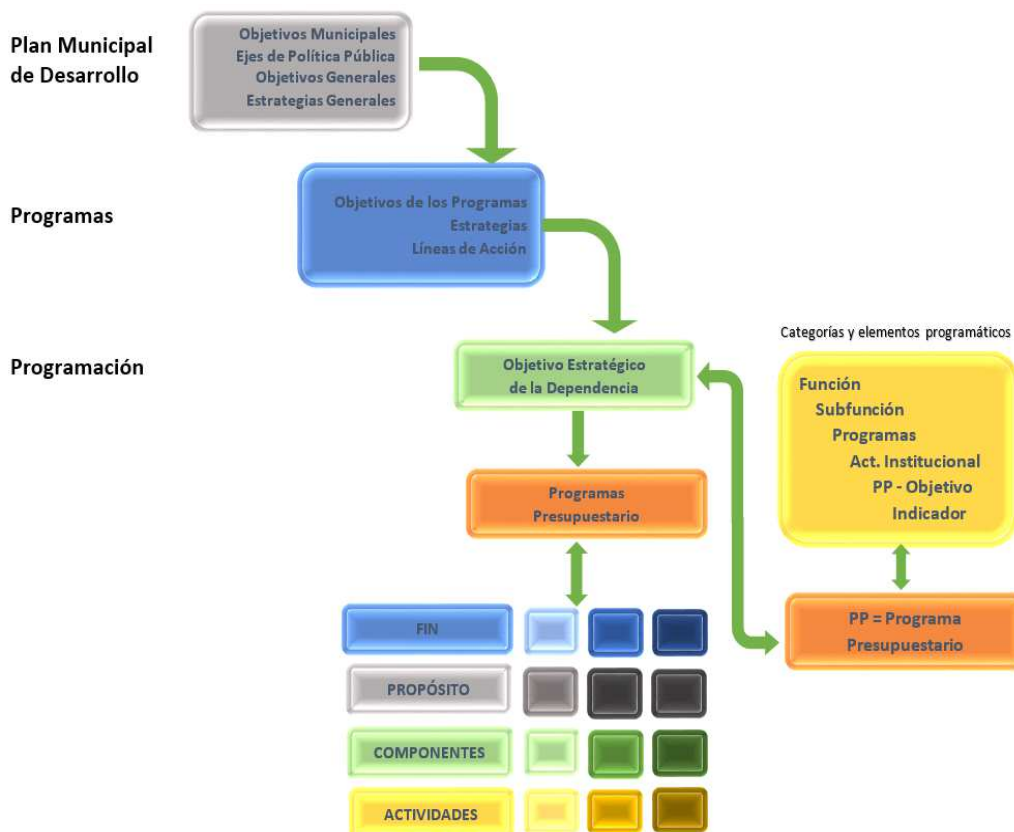 Plan Municipal
de Desarrollo
Objetivos Municipales
Ejes de Política Pública
Objetivos Generales
Estrategias Generales
Programas
Objetivos de los Programas
Estrategias
Líneas de Acción
Programación
Objetivo Estratégico
de la Dependencia
Categorías y elementos programáticos
Función
Subfunción
Programas
Act. Institucional
PP - Objetivo
Indicador
Programas
Presupuestario
PP = Programa
Presupuestario
FIN
PROPÓSITO
COMPONENTES
ACTIVIDADES